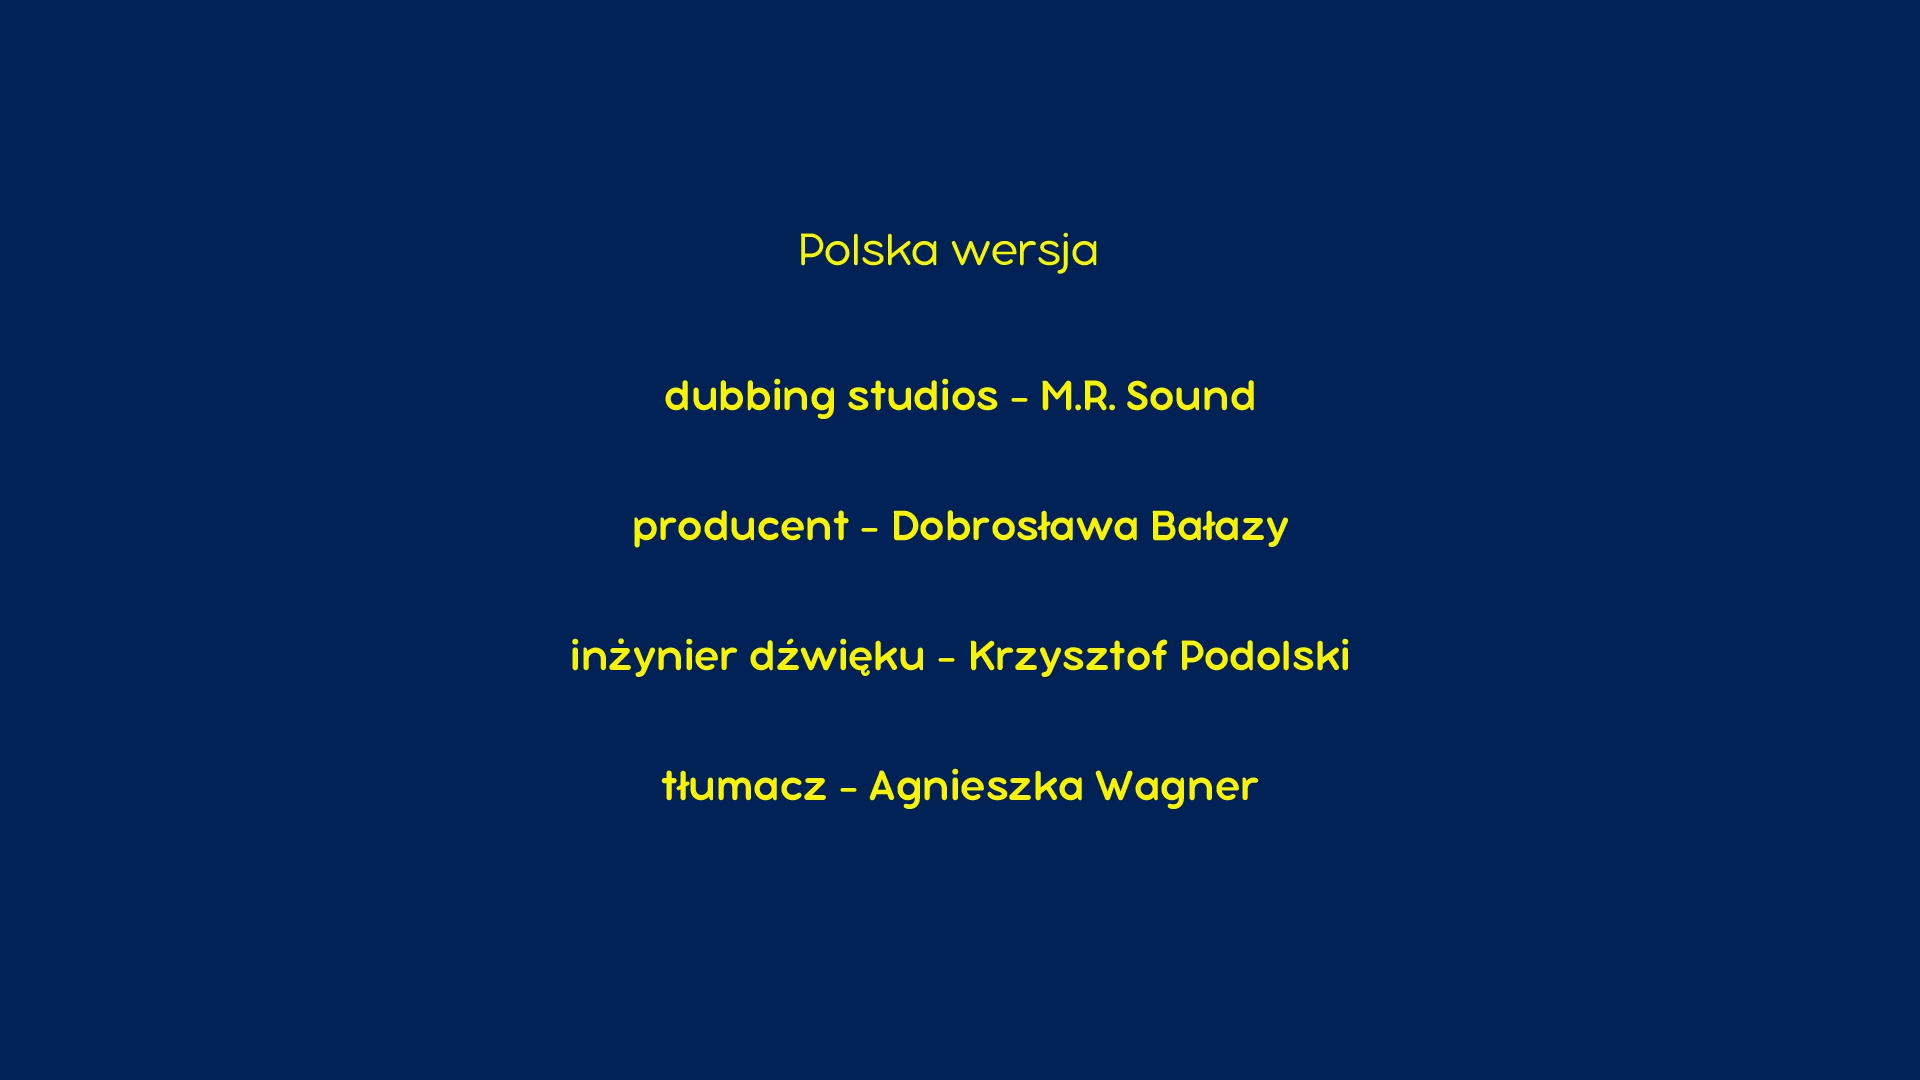 Polska wersja
dubbing studios - M.R. Sound
producent - Dobrosława Bałazy
inżynier dźwięku - Krzysztof Podolski
tłumacz - Agnieszka Wagner